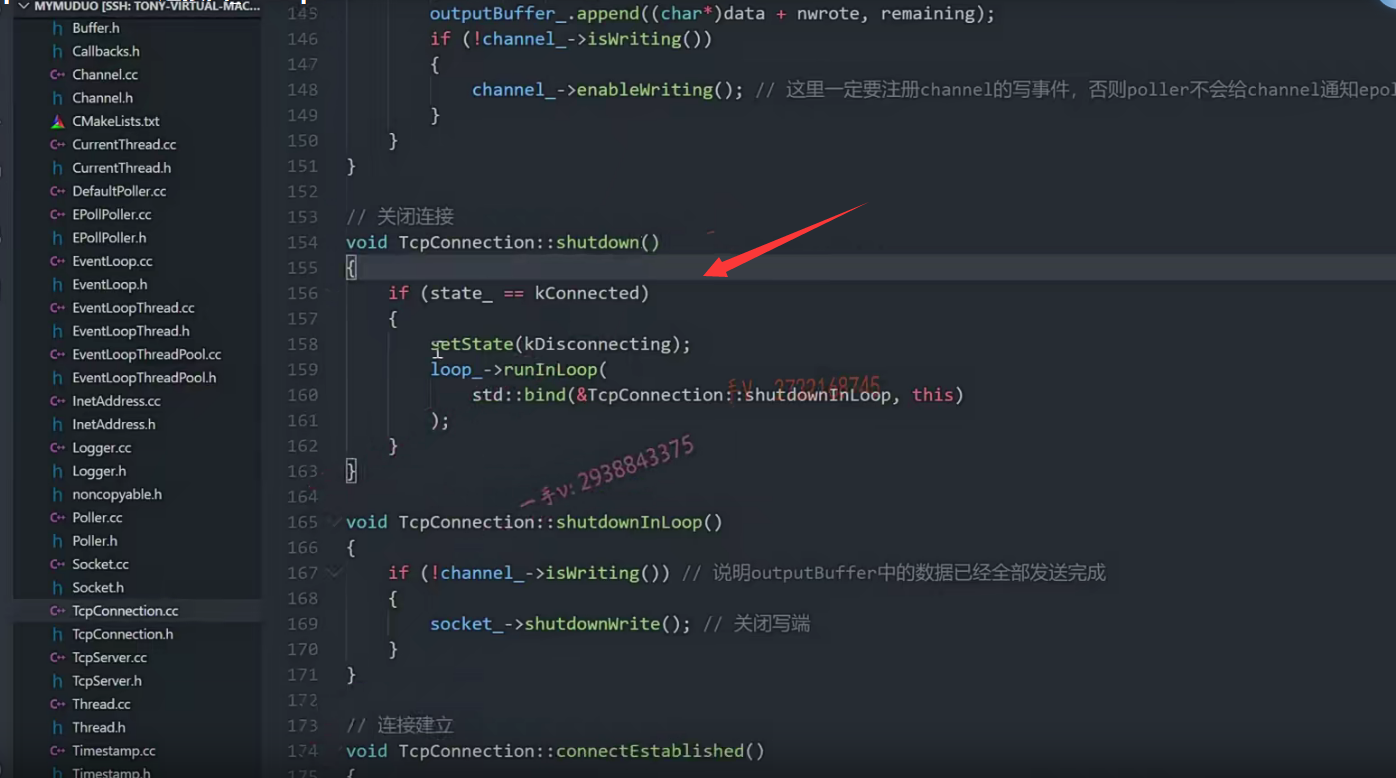 MYMUDUO [SSH: TONY-VIRTUAL-MAC...
Buffer.h
Callbacks.h
Channel.cc
Channel.h
CMakeLists.txt
CurrentThread.cc
CurrentThread.h
DefaultPoller.cc
EPollPoller.cc
EPollPoller.h
EventLoop.cc
EventLoop.h
EventLoopThread.cc
EventLoopThread.h
EventLoopThreadPool.cc
EventLoopThreadPool.h
InetAddress.cc
InetAddress.h
Logger.cc
Logger.h
noncopyable.h
Poller.cc
Poller.h
Socket.cc
Socket.h
TcpConnection.cc
TcpConnection.h
TcpServer.cc
TcpServer.h
Thread.cc
Thread.h
Timestamp.cc
Timestamp.h
145 outputBuffer_.append((char*)data + nwrote, remaining);
146 if (!channel_->isWriting())
147 {
148 channel_->enableWriting(); // 这里一定要注册channel的写事件，否则poller不会给channel通知epol
149 }
150 }
151 }
152
153 // 关闭连接
154 void TcpConnection::shutdown()
155 {
156 if (state_ == kConnected)
157 {
158 setState(kDisconnecting);
159 loop_->runInLoop(
160 std::bind(&TcpConnection::shutdownInLoop, this)
161 );
162 }
163 }
164
165 void TcpConnection::shutdownInLoop()
166 {
167 if (!channel_->isWriting()) // 说明outputBuffer中的数据已经全部发送完成
168 {
169 socket_->shutdownWrite(); // 关闭写端
170 }
171 }
172
173 // 连接建立
174 void TcpConnection::connectEstablished()
175 {
一手v: 2938843375